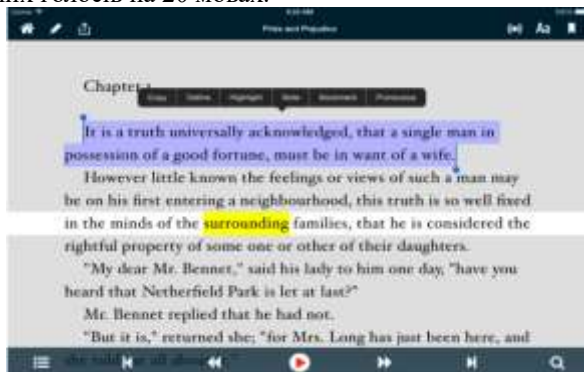 голосів на 26 мовах.
Pride and Prejudice
Aa
Chapter
Copy Define Highlight Note Bookmark Pronounce
It is a truth universally acknowledged, that a single man in
possession of a good fortune, must be in want of a wife.
However little known the feelings or views of such a man may
be on his first entering a neighbourhood, this truth is so well fixed
in the minds of the surrounding families, that he is considered the
rightful property of some one or other of their daughters.
"My dear Mr. Bennet," said his lady to him one day, "have you
heard that Netherfield Park is let at last?"
Mr. Bennet replied that he had not.
"But it is," returned she; "for Mrs. Long has just been here, and